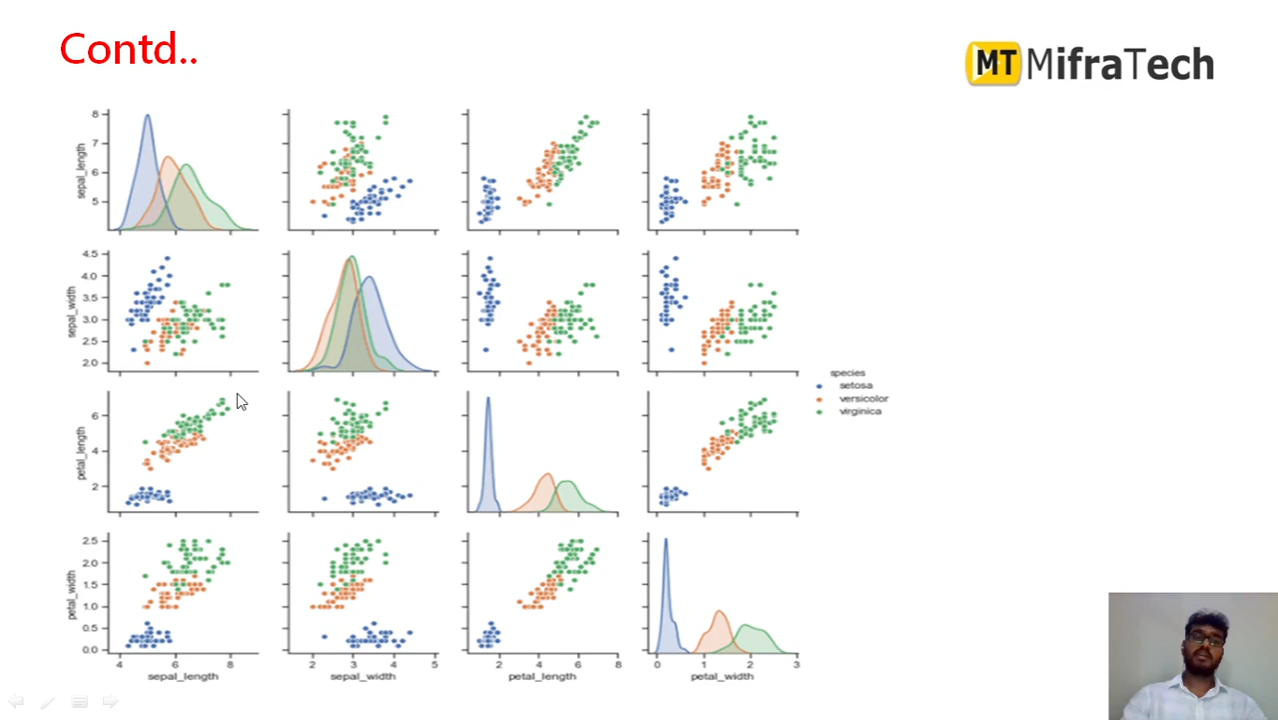 Contd..
MT MifraTech
sepal_length
8
7
6
5
sepal_width
4.5
4.0
3.5
3.0
2.5
2.0
species
setosa
versicolor
virginica
petal_length
6
4
2
petal_width
2.5
2.0
1.5
1.0
0.5
0.0
4 6 8 2 3 4 5 2 4 6 8 0 1 2 3
sepal_length sepal_width petal_length petal_width